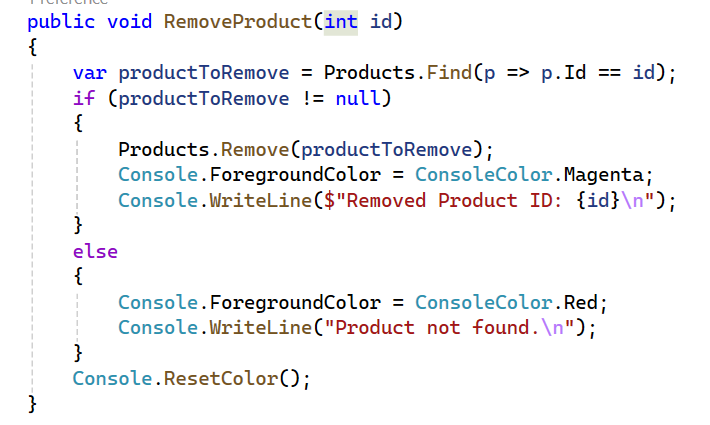 1 reference
public void RemoveProduct(int id)
{
    var productToRemove = Products.Find(p => p.Id == id);
    if (productToRemove != null)
    {
        Products.Remove(productToRemove);
        Console.ForegroundColor = ConsoleColor.Magenta;
        Console.WriteLine($"Removed Product ID: {id}\n");
    }
    else
    {
        Console.ForegroundColor = ConsoleColor.Red;
        Console.WriteLine("Product not found.\n");
    }
    Console.ResetColor();
}